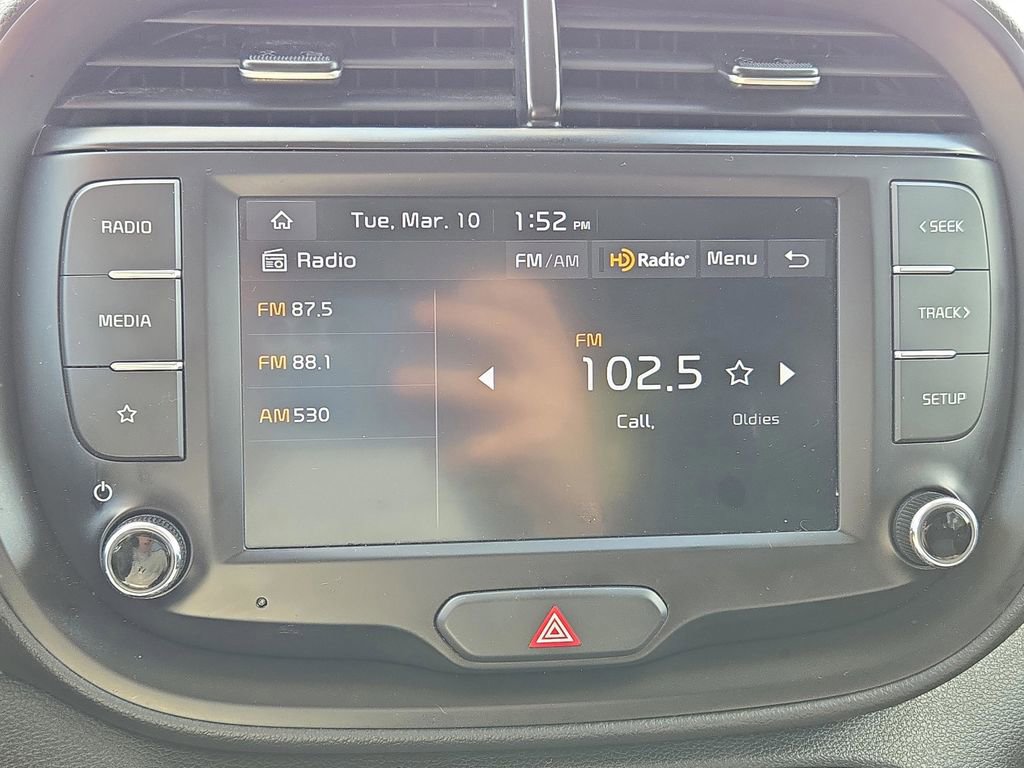 RADIO
MEDIA
Tue, Mar. 10 1:52 PM
Radio FM/AM HD Radio® Menu
FM 87.5
FM 88.1
AM 530
FM
102.5
Call, Oldies
< SEEK
TRACK >
SETUP